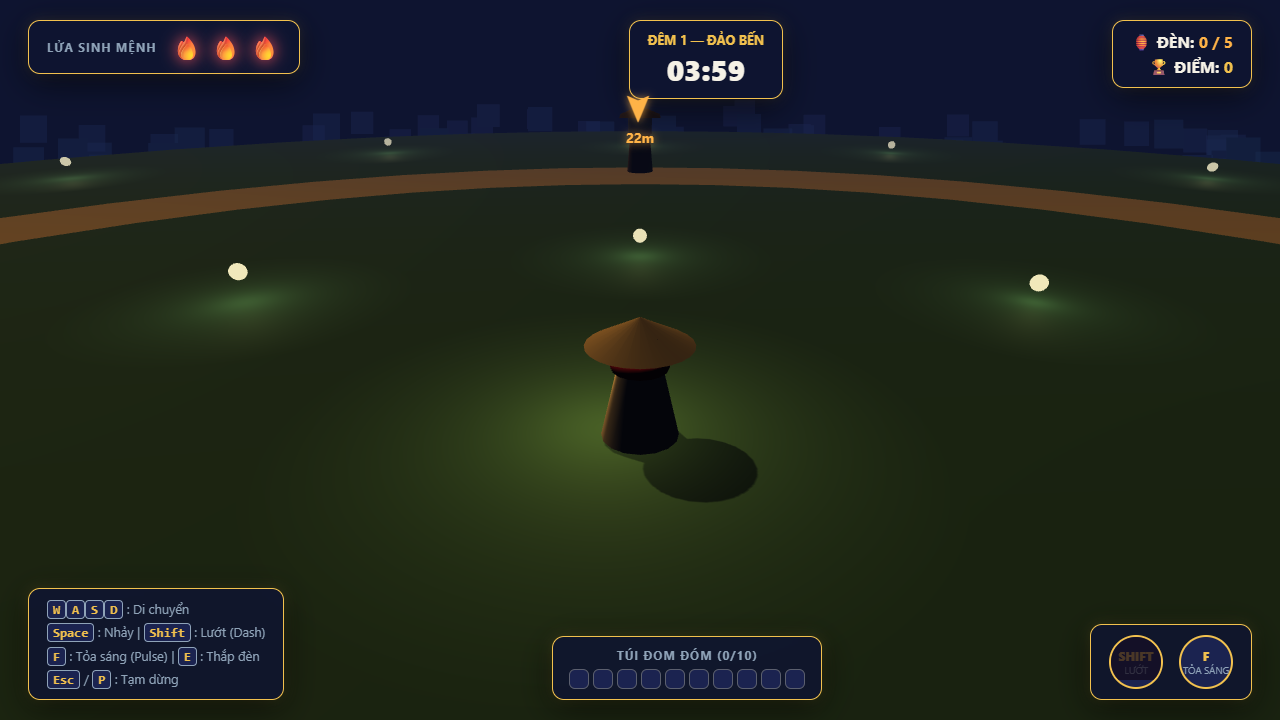 LỬA SINH MỆNH
ĐÊM 1 — ĐẢO BẾN
03:59
ĐÈN: 0 / 5
ĐIỂM: 0
22m
W A S D : Di chuyển
Space : Nhảy | Shift : Lướt (Dash)
F : Tỏa sáng (Pulse) | E : Thắp đèn
Esc / P : Tạm dừng
TÚI ĐOM ĐÓM (0/10)
SHIFT
LƯỚT
F
TỎA SÁNG